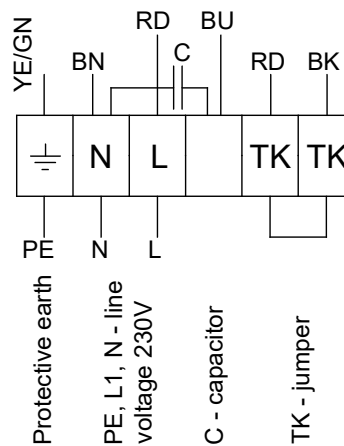 YE/GN
BN
RD
C
BU
RD
BK
N
L
TK
TK
PE
N
L
Protective earth
PE, L1, N - line
voltage 230V
C - capacitor
TK - jumper